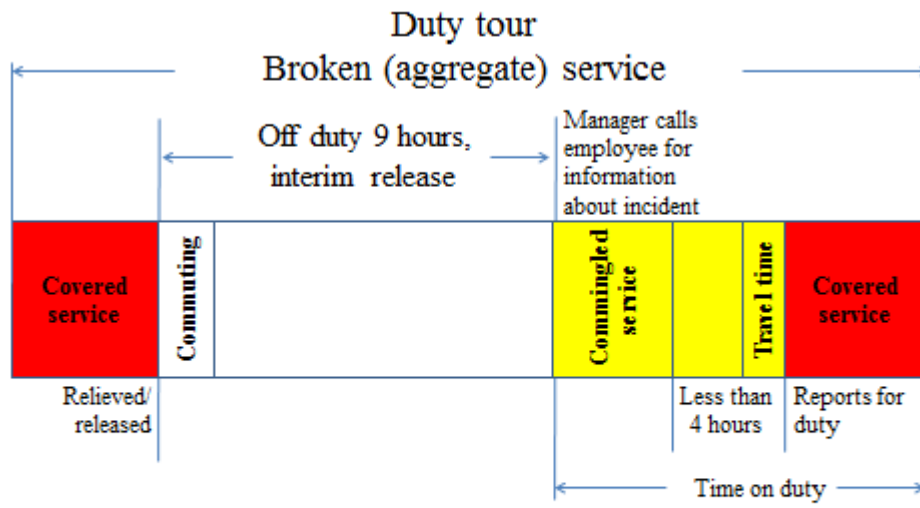 Duty tour
Broken (aggregate) service
Off duty 9 hours,
interim release
Manager calls
employee for
information
about incident
Covered
service
Commuting
Commingled
service
Travel time
Covered
service
Relieved/
released
Less than
4 hours
Reports for
duty
Time on duty